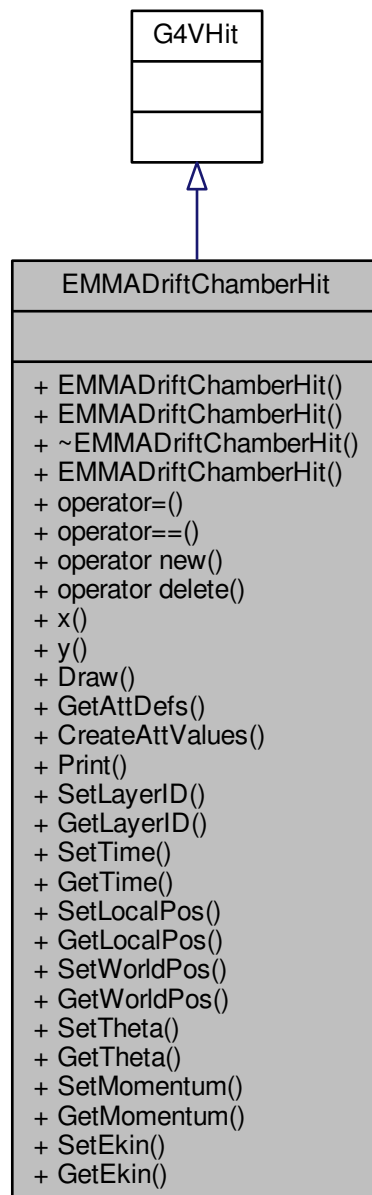 G4VHit
EMMADriftChamberHit
+ EMMADriftChamberHit()
+ EMMADriftChamberHit()
+ ~EMMADriftChamberHit()
+ EMMADriftChamberHit()
+ operator=()
+ operator==()
+ operator new()
+ operator delete()
+ x()
+ y()
+ Draw()
+ GetAttDefs()
+ CreateAttValues()
+ Print()
+ SetLayerID()
+ GetLayerID()
+ SetTime()
+ GetTime()
+ SetLocalPos()
+ GetLocalPos()
+ SetWorldPos()
+ GetWorldPos()
+ SetTheta()
+ GetTheta()
+ SetMomentum()
+ GetMomentum()
+ SetEkin()
+ GetEkin()